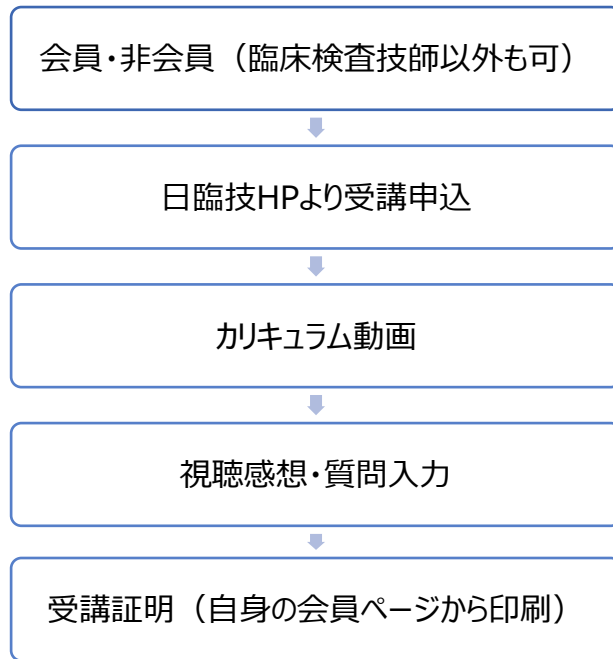 会員・非会員（臨床検査技師以外も可）
日臨技HPより受講申込
カリキュラム動画
視聴感想・質問入力
受講証明（自身の会員ページから印刷）